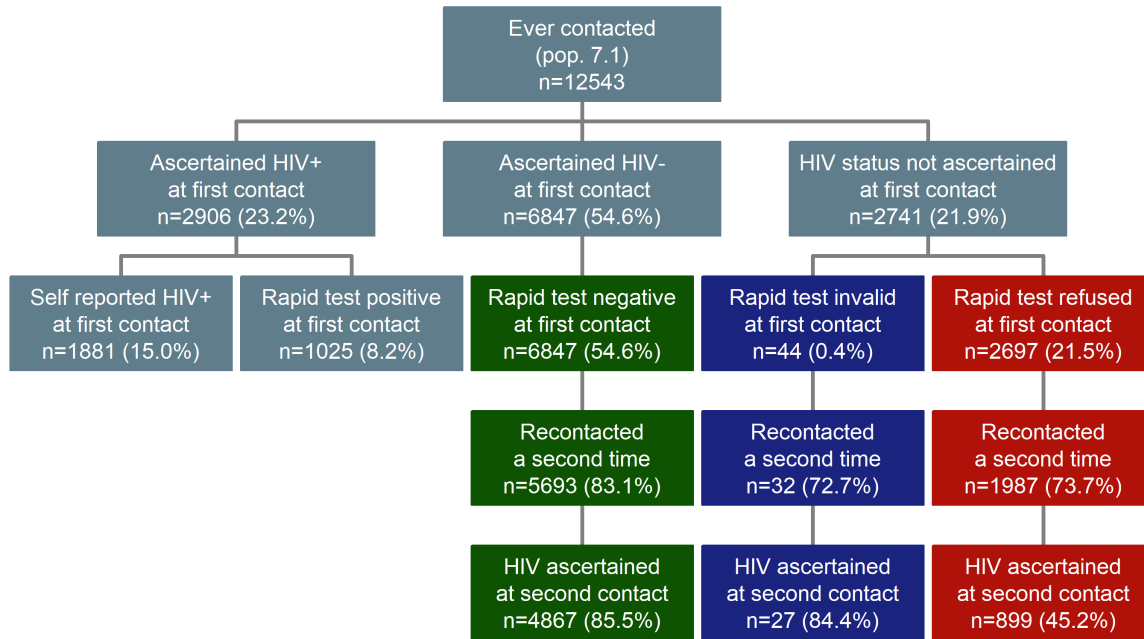 Ever contacted
(pop. 7.1)
n=12543
Ascertained HIV+
at first contact
n=2906 (23.2%)
Ascertained HIV-
at first contact
n=6847 (54.6%)
HIV status not ascertained
at first contact
n=2741 (21.9%)
Self reported HIV+
at first contact
n=1881 (15.0%)
Rapid test positive
at first contact
n=1025 (8.2%)
Rapid test negative
at first contact
n=6847 (54.6%)
Rapid test invalid
at first contact
n=44 (0.4%)
Rapid test refused
at first contact
n=2697 (21.5%)
Recontacted
a second time
n=5693 (83.1%)
Recontacted
a second time
n=32 (72.7%)
Recontacted
a second time
n=1987 (73.7%)
HIV ascertained
at second contact
n=4867 (85.5%)
HIV ascertained
at second contact
n=27 (84.4%)
HIV ascertained
at second contact
n=899 (45.2%)